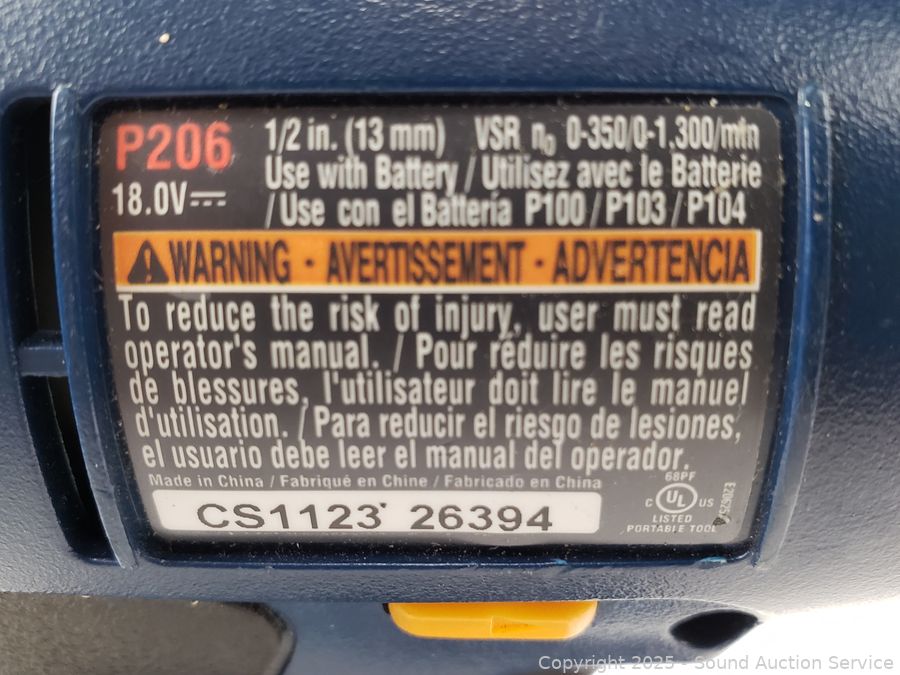 P206
18.0V
1/2 in. (13 mm) VSR n₀ 0-350/0-1,300/min
Use with Battery / Utilisez avec le Batterie
/ Use con el Batteria P100 / P103 / P104
WARNING · AVERTISSEMENT · ADVERTENCIA
To reduce the risk of injury, user must read
operator's manual. / Pour réduire les risques
de blessures, l'utilisateur doit lire le manuel
d'utilisation. / Para reducir el riesgo de lesiones,
el usuario debe leer el manual del operador.
Made in China / Fabriqué en Chine / Fabricado en China
CS1123 26394
68PF
C UL US
LISTED
PORTABLE TOOL
Copyright 2025 - Sound Auction Service